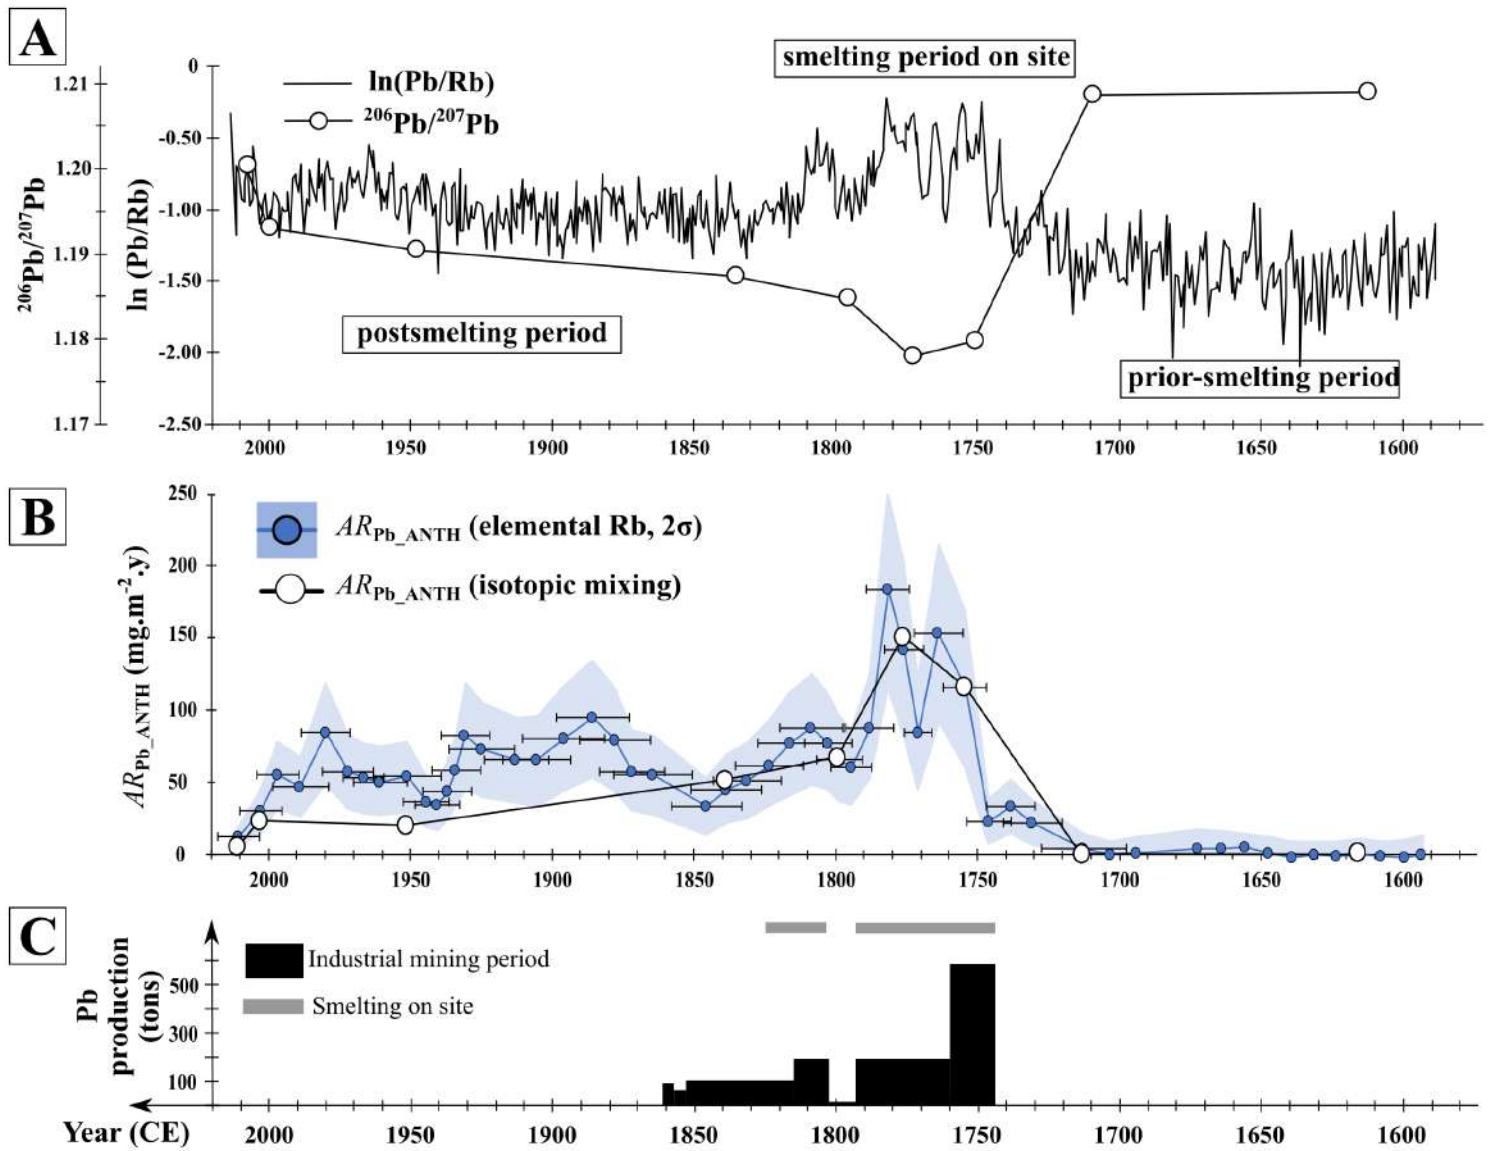 A
smelting period on site
0
1.21
ln(Pb/Rb)
206Pb/207Pb
-0.50
1.20
-1.00
206Pb/207Pb
ln (Pb/Rb)
1.19
-1.50
postsmelting period
1.18
-2.00
prior-smelting period
1.17
-2.50
2000 1950 1900 1850 1800 1750 1700 1650 1600
B
250
ARPb_ANTH (elemental Rb, 2σ)
200
ARPb_ANTH (isotopic mixing)
150
ARPb_ANTH (mg.m-2.y)
100
50
0
2000 1950 1900 1850 1800 1750 1700 1650 1600
C
Industrial mining period
Pb
production
(tons)
500
Smelting on site
300
100
Year (CE) 2000 1950 1900 1850 1800 1750 1700 1650 1600